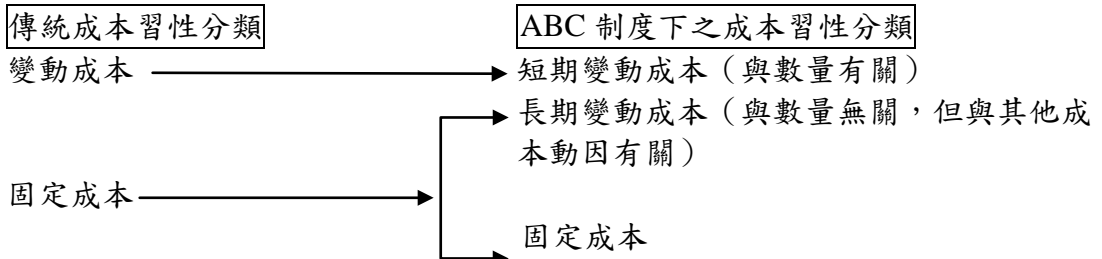 傳統成本習性分類
ABC 制度下之成本習性分類
變動成本
短期變動成本（與數量有關）
長期變動成本（與數量無關，但與其他成
本動因有關）
固定成本
固定成本